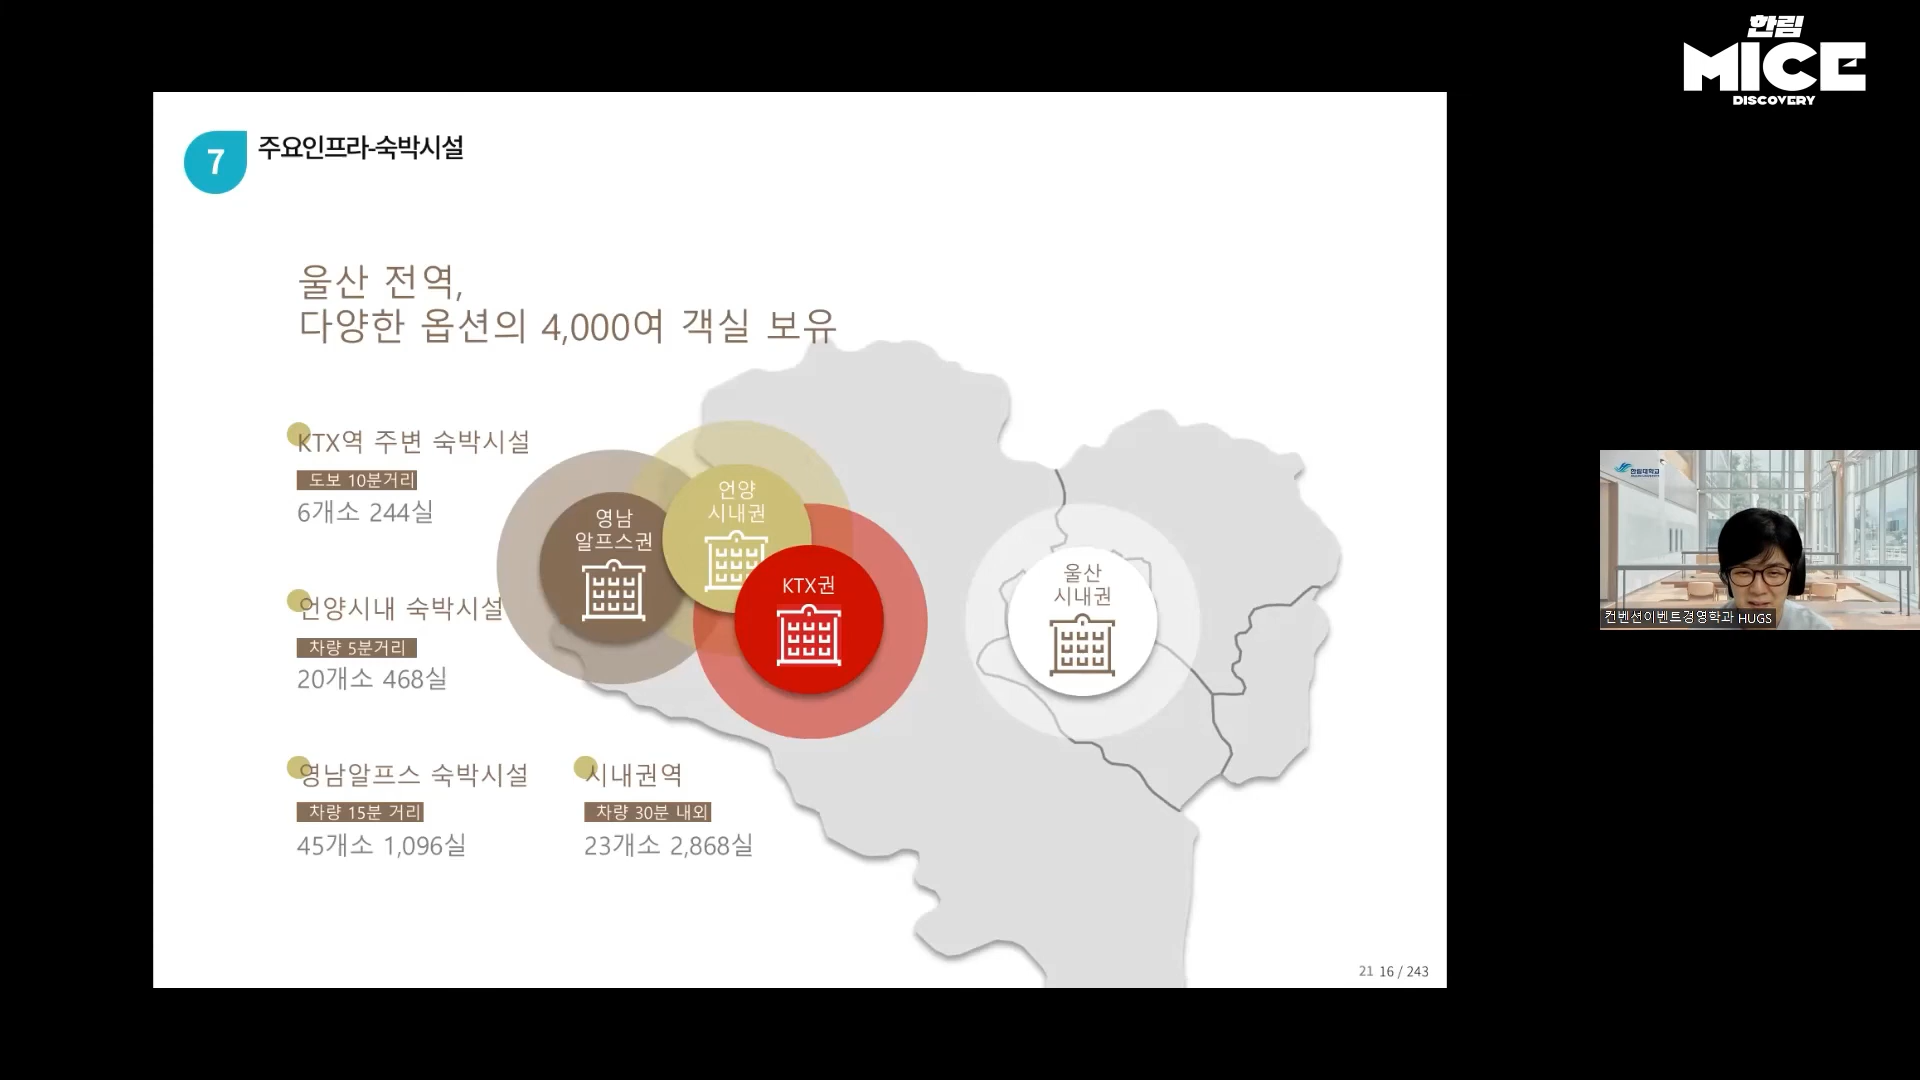 한림
MICE
DISCOVERY
7
주요인프라-숙박시설
울산 전역,
다양한 옵션의 4,000여 객실 보유
KTX역 주변 숙박시설
도보 10분거리
6개소 244실
언양시내 숙박시설
차량 5분거리
20개소 468실
영남알프스 숙박시설
차량 15분 거리
45개소 1,096실
시내권역
차량 30분 내외
23개소 2,868실
영남
알프스권
언양
시내권
KTX권
울산
시내권
21 16 / 243
한림대학교
컨벤션이벤트경영학과 HUGS